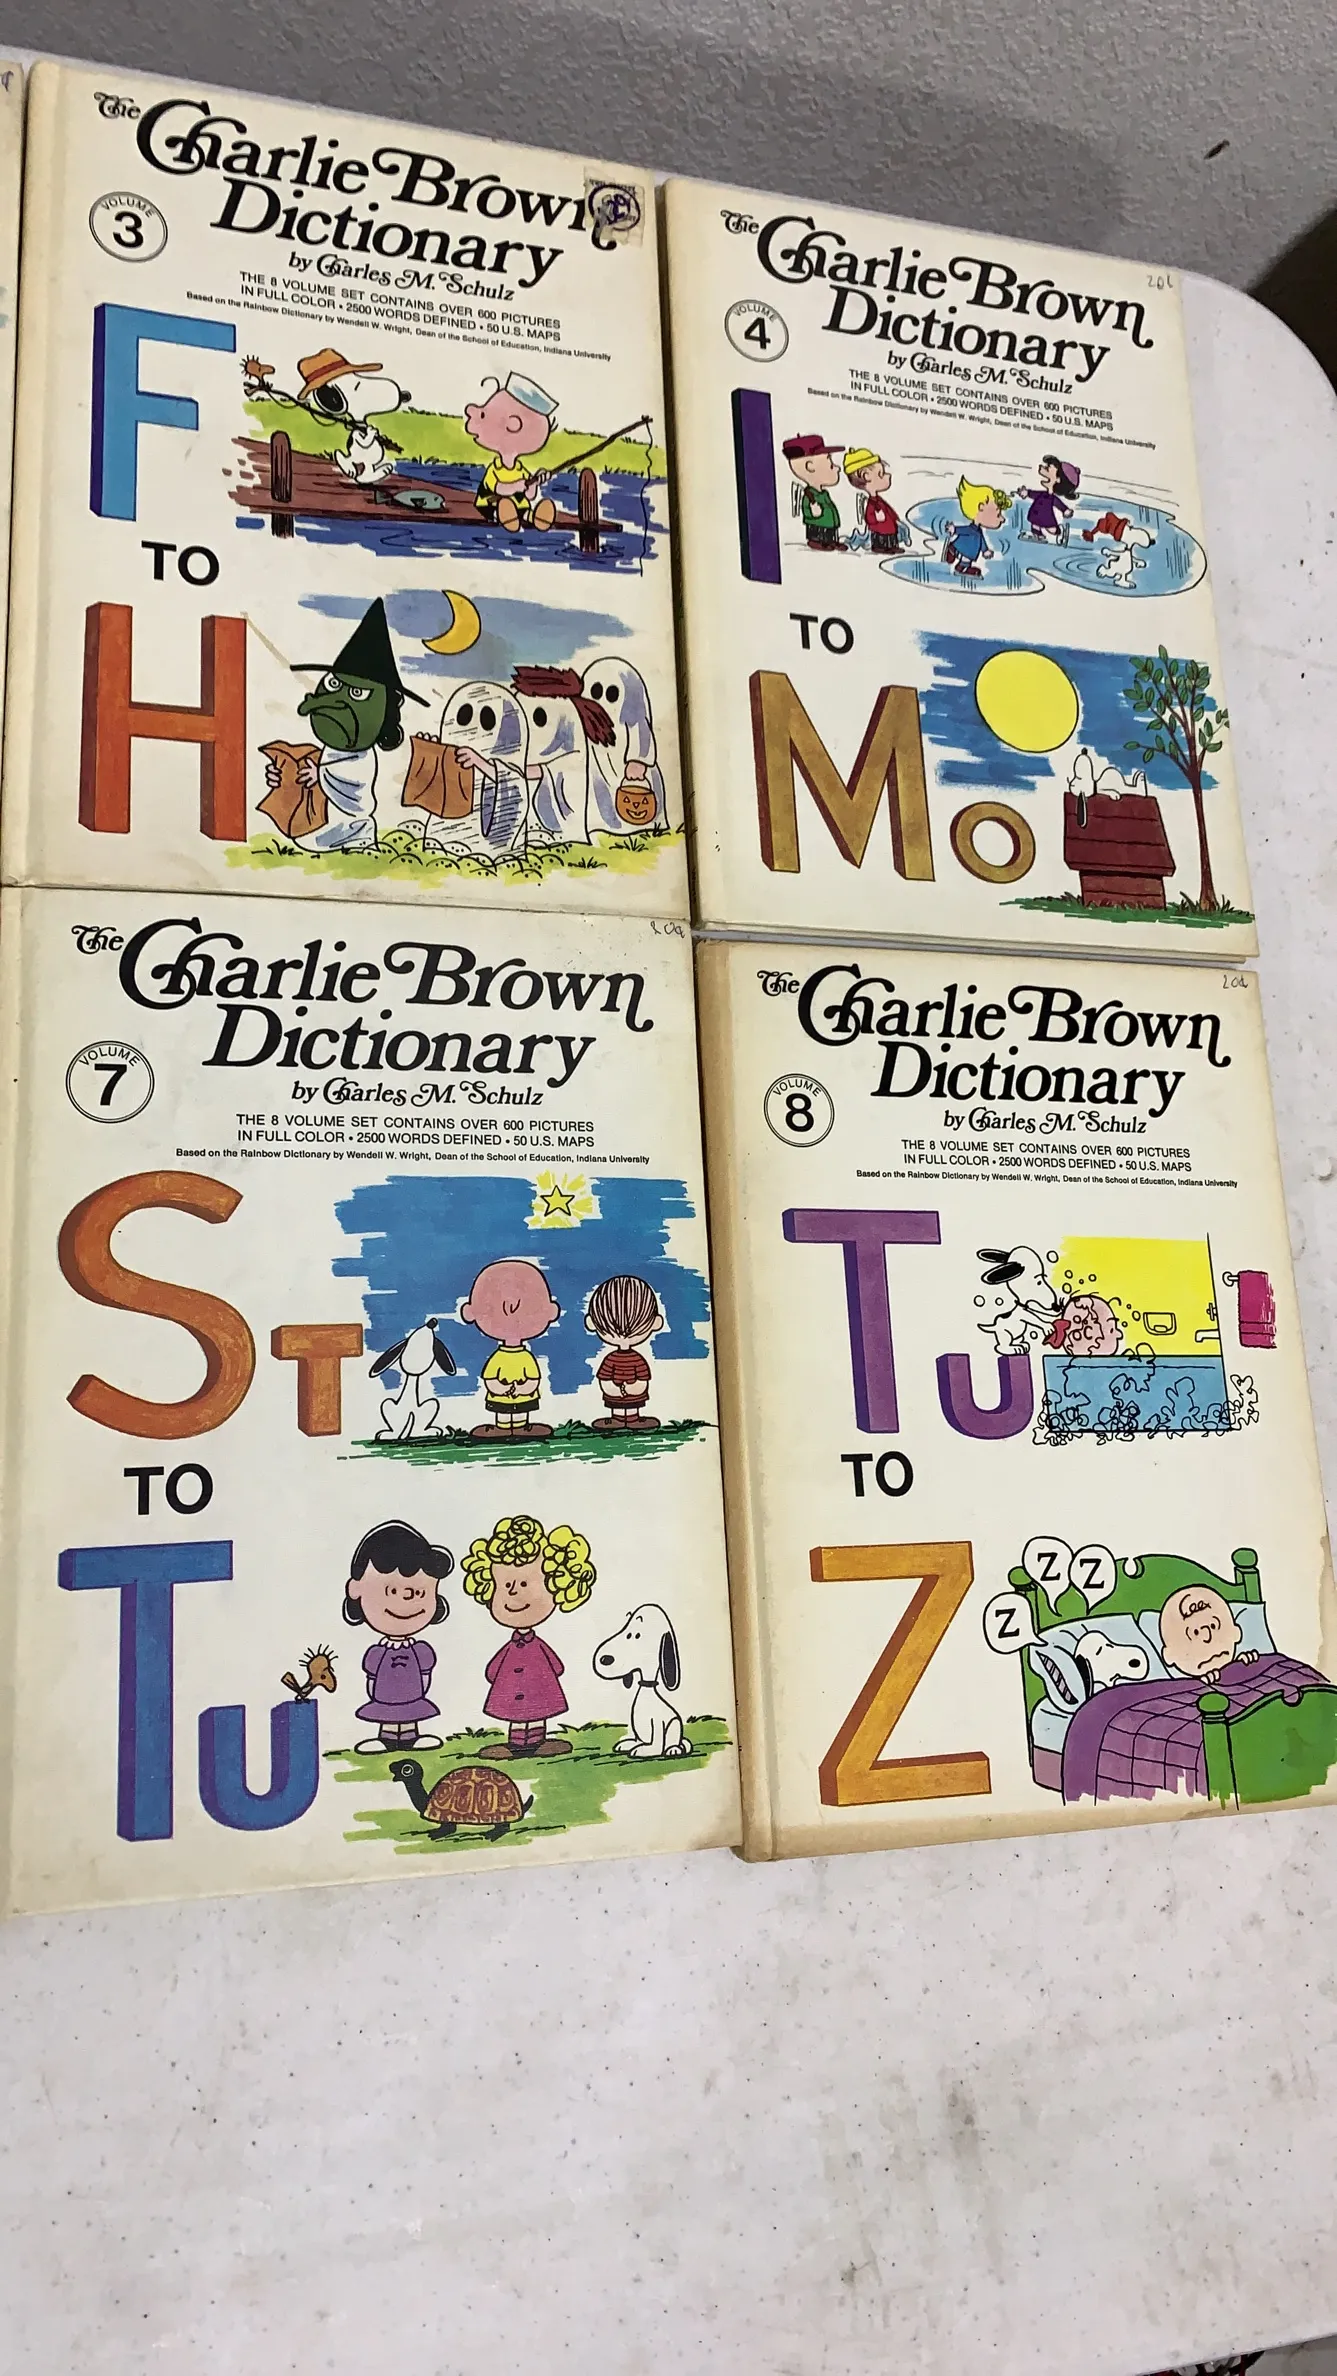 The Charlie Brown
Dictionary
by Charles M. Schulz
VOLUME
3
THE 8 VOLUME SET CONTAINS OVER 600 PICTURES
IN FULL COLOR • 2500 WORDS DEFINED • 50 U.S. MAPS
Based on the Rainbow Dictionary by Wendell W. Wright, Dean of the School of Education, Indiana University
F
TO
H
The Charlie Brown
Dictionary
by Charles M. Schulz
20¢
VOLUME
4
THE 8 VOLUME SET CONTAINS OVER 600 PICTURES
IN FULL COLOR • 2500 WORDS DEFINED • 50 U.S. MAPS
Based on the Rainbow Dictionary by Wendell W. Wright, Dean of the School of Education, Indiana University
I
TO
Mo
The Charlie Brown
Dictionary
by Charles M. Schulz
VOLUME
7
THE 8 VOLUME SET CONTAINS OVER 600 PICTURES
IN FULL COLOR • 2500 WORDS DEFINED • 50 U.S. MAPS
Based on the Rainbow Dictionary by Wendell W. Wright, Dean of the School of Education, Indiana University
ST
TO
TU
The Charlie Brown
Dictionary
by Charles M. Schulz
20¢
VOLUME
8
THE 8 VOLUME SET CONTAINS OVER 600 PICTURES
IN FULL COLOR • 2500 WORDS DEFINED • 50 U.S. MAPS
Based on the Rainbow Dictionary by Wendell W. Wright, Dean of the School of Education, Indiana University
TU
TO
Z
Z Z
Z